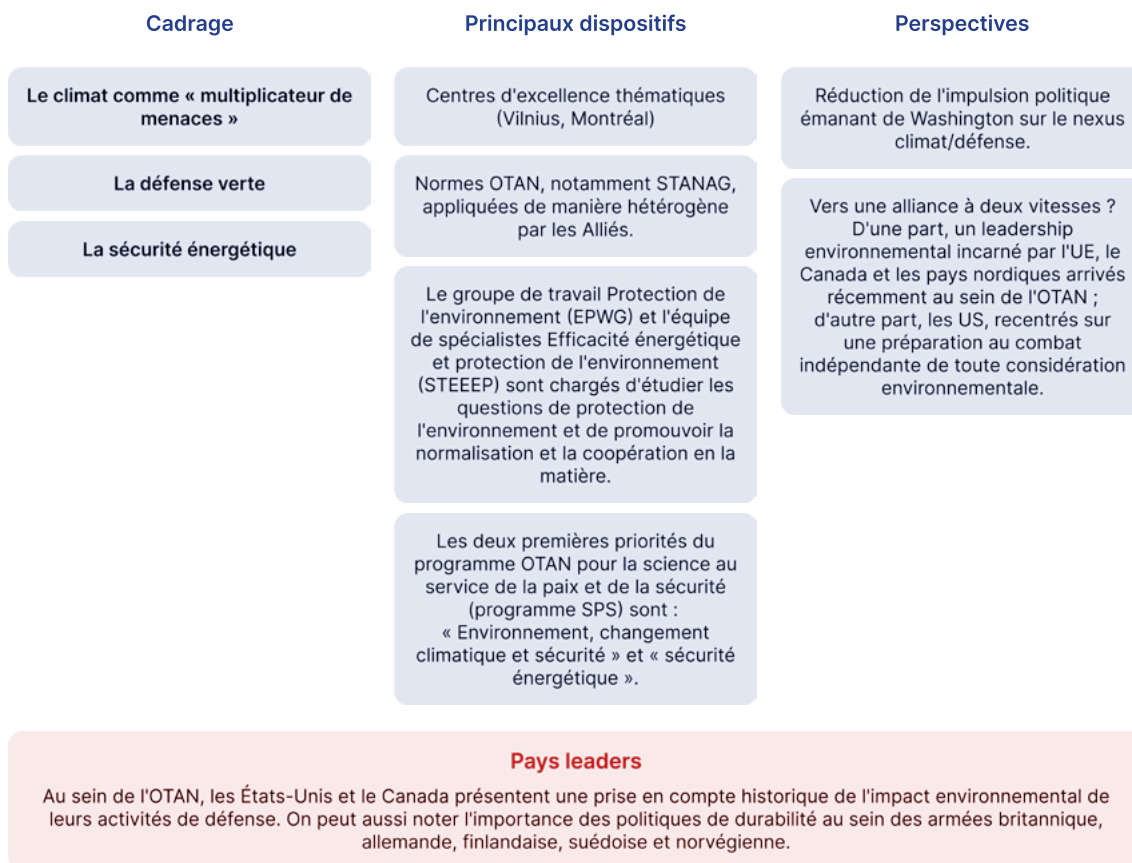 Cadrage
Le climat comme « multiplicateur de
menaces »
La défense verte
La sécurité énergétique
Principaux dispositifs
Centres d'excellence thématiques
(Vilnius, Montréal)
Normes OTAN, notamment STANAG,
appliquées de manière hétérogène
par les Alliés.
Le groupe de travail Protection de
l'environnement (EPWG) et l'équipe
de spécialistes Efficacité énergétique
et protection de l'environnement
(STEEEP) sont chargés d'étudier les
questions de protection de
l'environnement et de promouvoir la
normalisation et la coopération en la
matière.
Les deux premières priorités du
programme OTAN pour la science au
service de la paix et de la sécurité
(programme SPS) sont :
« Environnement, changement
climatique et sécurité » et « sécurité
énergétique ».
Perspectives
Réduction de l'impulsion politique
émanant de Washington sur le nexus
climat/défense.
Vers une alliance à deux vitesses ?
D'une part, un leadership
environnemental incarné par l'UE, le
Canada et les pays nordiques arrivés
récemment au sein de l'OTAN ;
d'autre part, les US, recentrés sur
une préparation au combat
indépendante de toute considération
environnementale.
Pays leaders
Au sein de l'OTAN, les États-Unis et le Canada présentent une prise en compte historique de l'impact environnemental de
leurs activités de défense. On peut aussi noter l'importance des politiques de durabilité au sein des armées britannique,
allemande, finlandaise, suédoise et norvégienne.